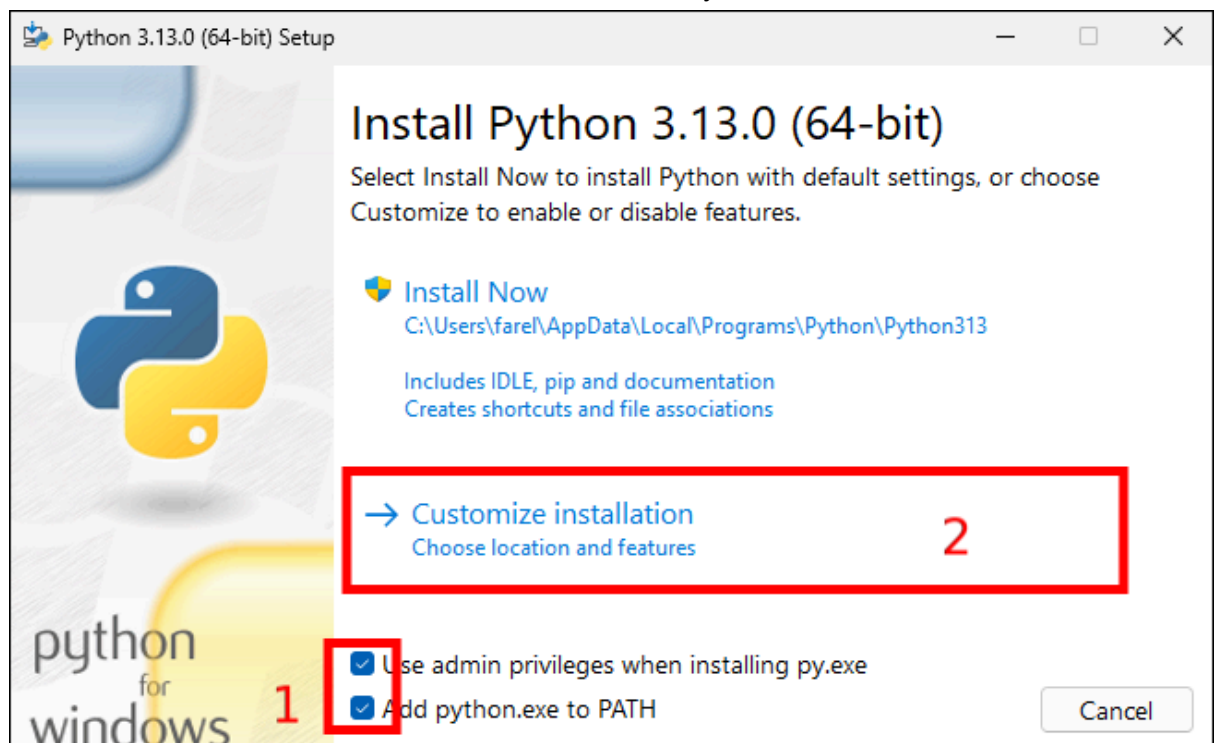 Python 3.13.0 (64-bit) Setup
Install Python 3.13.0 (64-bit)
Select Install Now to install Python with default settings, or choose
Customize to enable or disable features.
Install Now
C:\Users\farel\AppData\Local\Programs\Python\Python313
Includes IDLE, pip and documentation
Creates shortcuts and file associations
Customize installation
Choose location and features
2
Use admin privileges when installing py.exe
Add python.exe to PATH
1
Cancel
python
for
windows